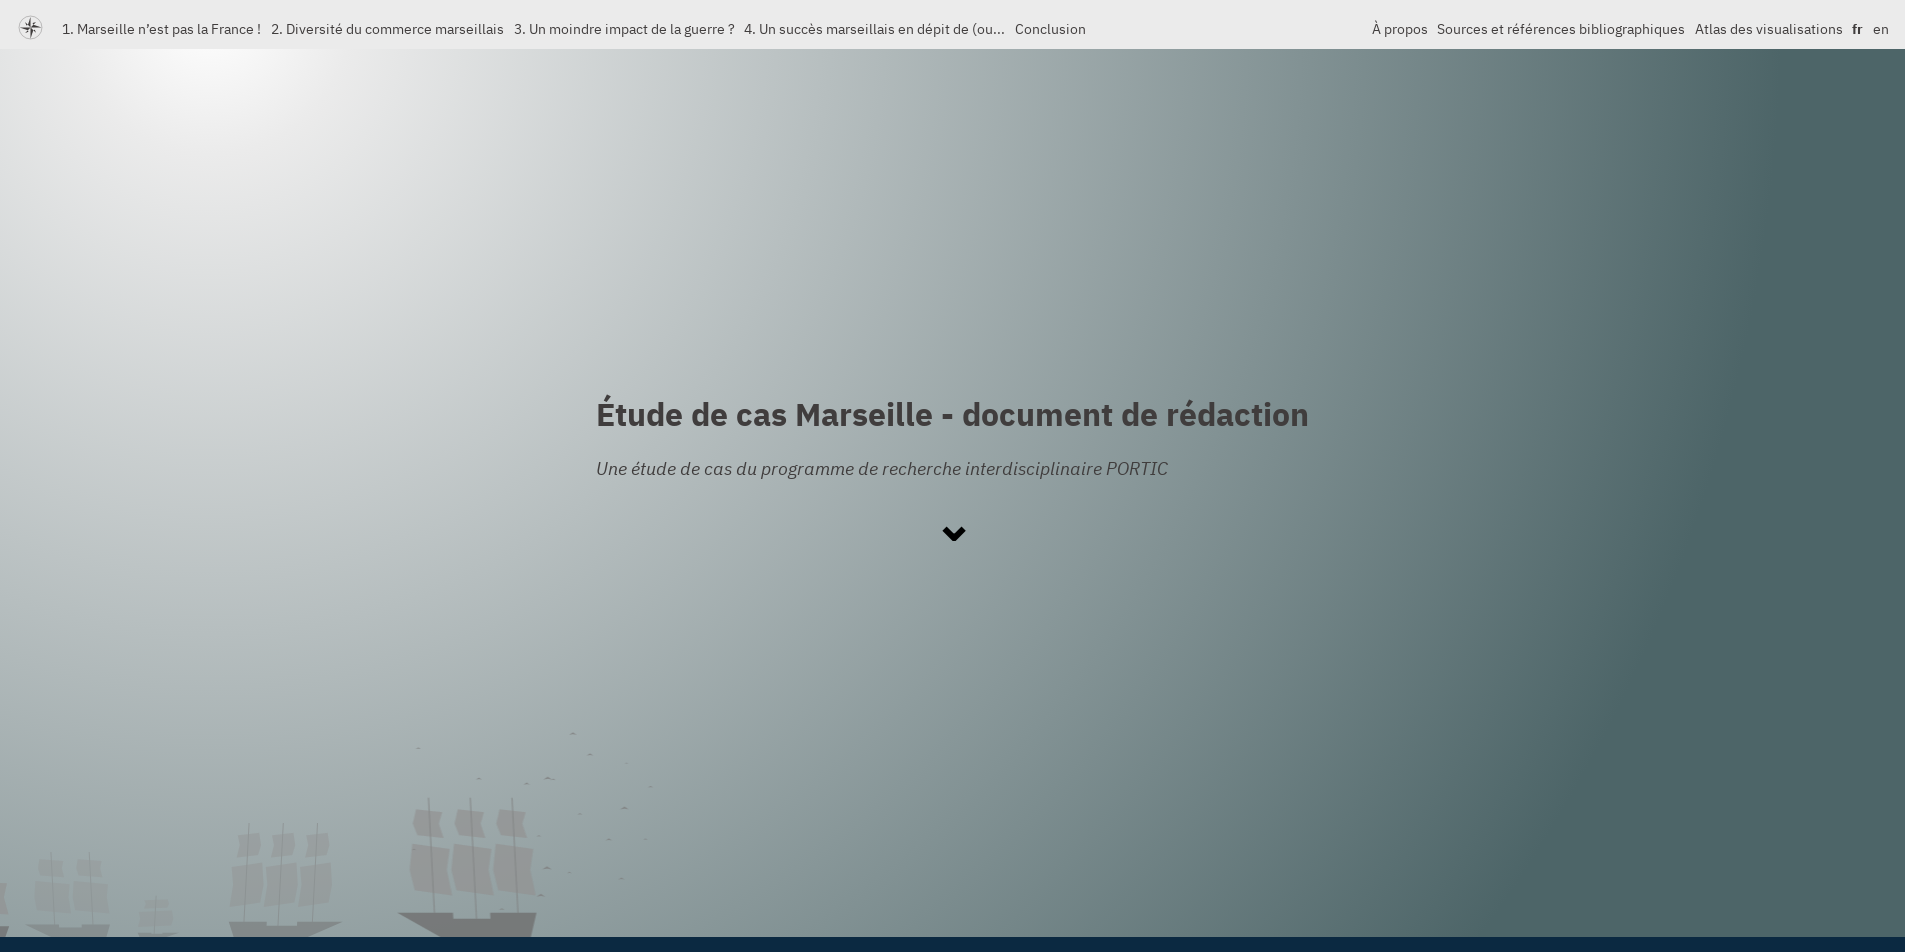 1. Marseille n’est pas la France ! 2. Diversité du commerce marseillais 3. Un moindre impact de la guerre ? 4. Un succès marseillais en dépit de (ou... Conclusion À propos Sources et références bibliographiques Atlas des visualisations fr en
Étude de cas Marseille - document de rédaction
Une étude de cas du programme de recherche interdisciplinaire PORTIC